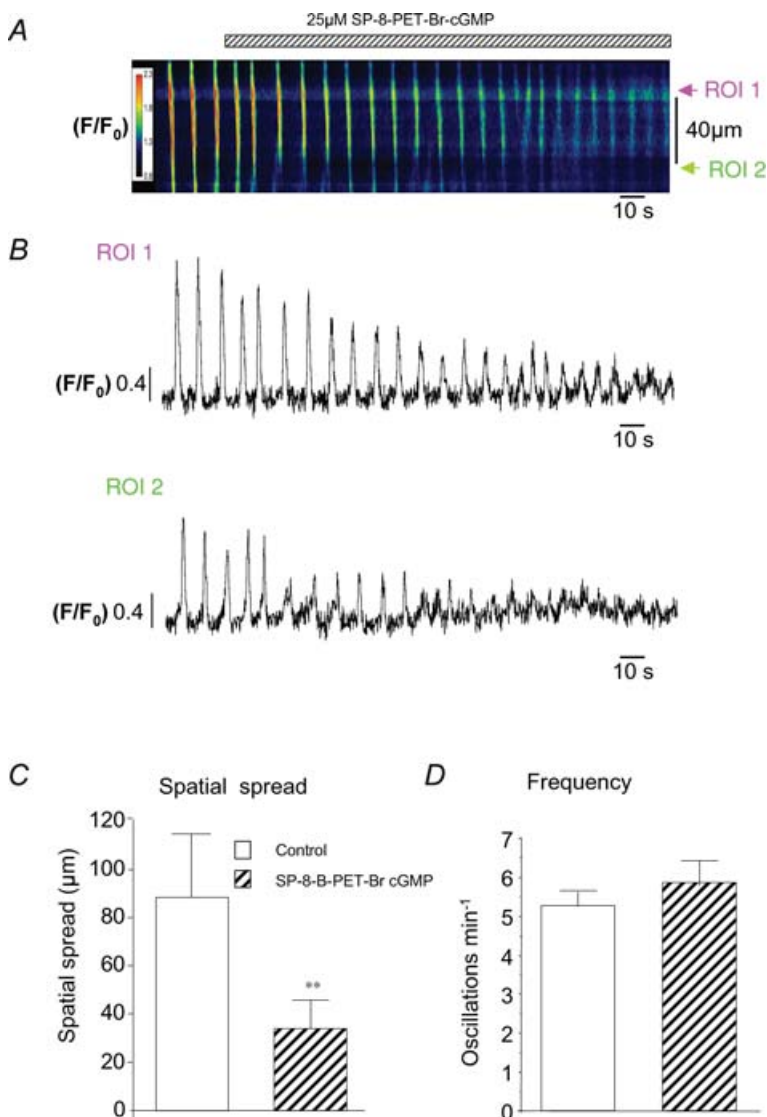 A
25µM SP-8-PET-Br-cGMP
(F/F₀)
ROI 1
40µm
ROI 2
10 s
B
ROI 1
(F/F₀) 0.4
10 s
ROI 2
(F/F₀) 0.4
10 s
C
Spatial spread
Spatial spread (µm)
120
100
80
60
40
20
0
Control
SP-8-B-PET-Br cGMP
**
D
Frequency
Oscillations min⁻¹
7
6
5
4
3
2
1
0